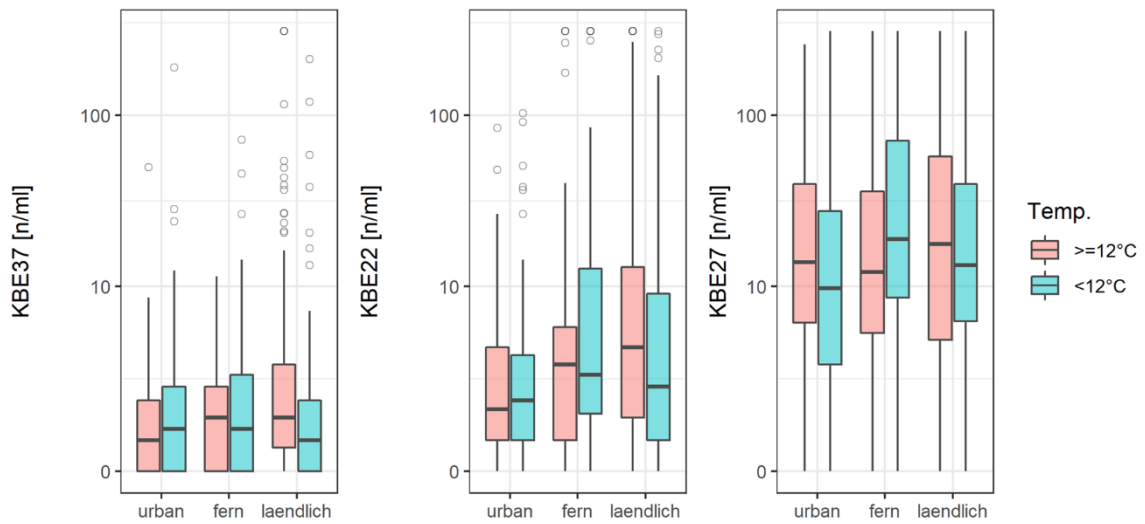 KBE37 [n/ml]
100
10
0
urban fern laendlich
KBE22 [n/ml]
100
10
0
urban fern laendlich
KBE27 [n/ml]
100
10
0
urban fern laendlich
Temp.
>=12°C
<12°C